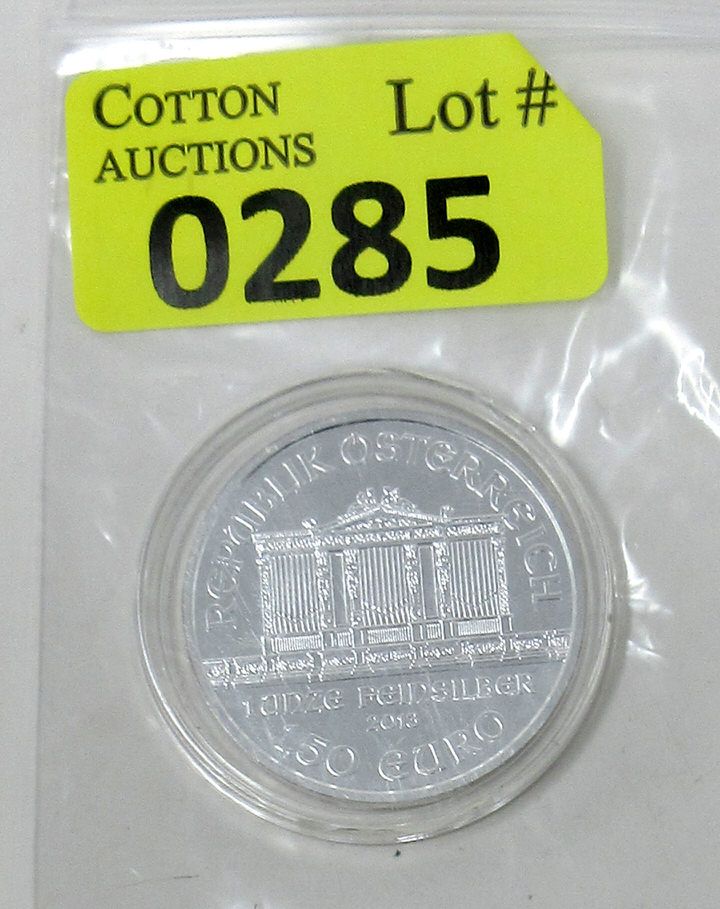 COTTON
AUCTIONS
Lot #
0285
REPUBLIK ÖSTERREICH
1 UNZE FEINSILBER
2013
1,50 EURO